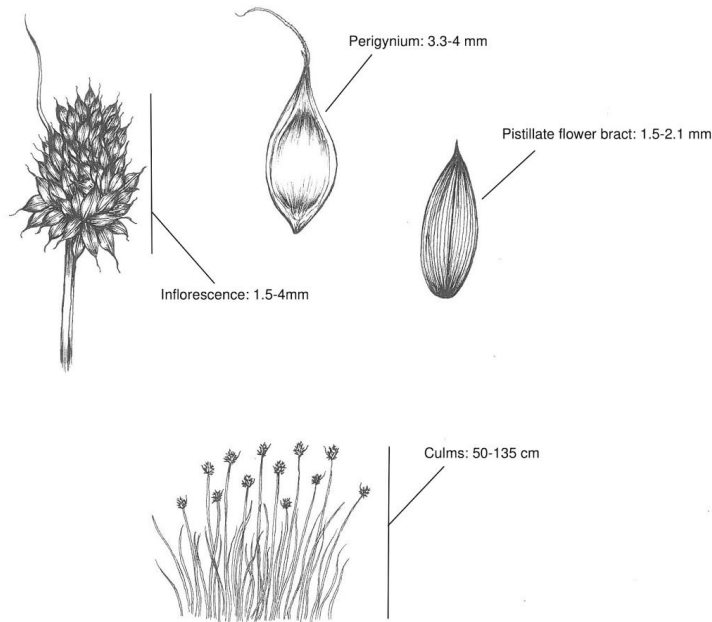 Perigynium: 3.3-4 mm
Pistillate flower bract: 1.5-2.1 mm
Inflorescence: 1.5-4mm
Culms: 50-135 cm